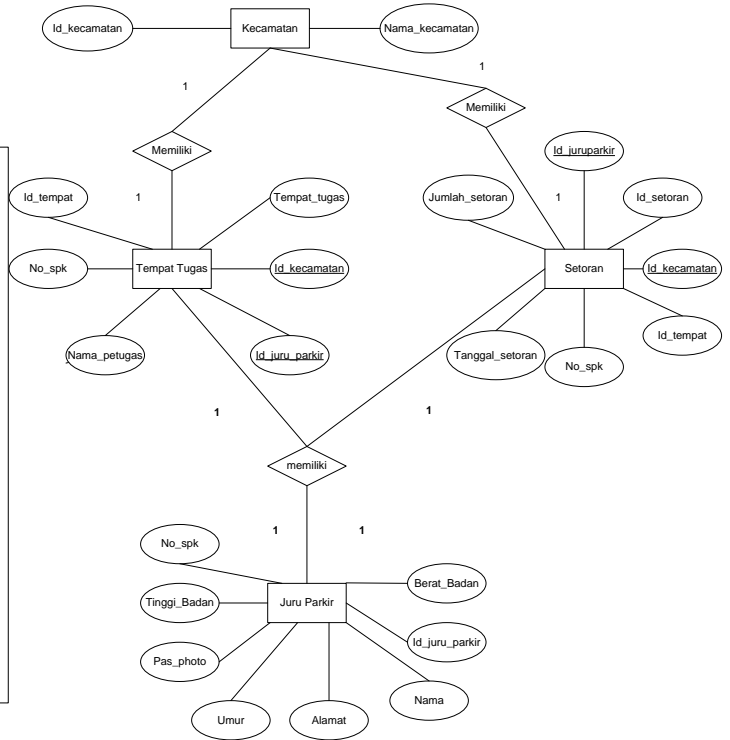 Id_kecamatan
Kecamatan
Nama_kecamatan
1
1
Memiliki
Memiliki
Id_juruparkir
1
Id_tempat
Tempat_tugas
Jumlah_setoran
1
Id_setoran
No_spk
Tempat Tugas
Id_kecamatan
Setoran
Id_kecamatan
Nama_petugas
Id_juru_parkir
Tanggal_setoran
No_spk
Id_tempat
1
1
memiliki
1
1
No_spk
Berat_Badan
Tinggi_Badan
Juru Parkir
Id_juru_parkir
Pas_photo
Nama
Umur
Alamat